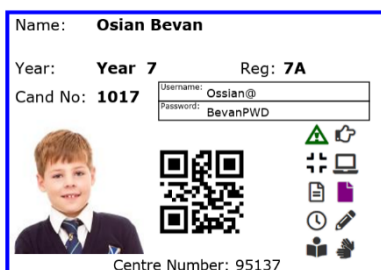 Name: Osian Bevan
Year: Year 7 Reg: 7A
Cand No: 1017
Username: Ossian@
Password: BevanPWD
Centre Number: 95137